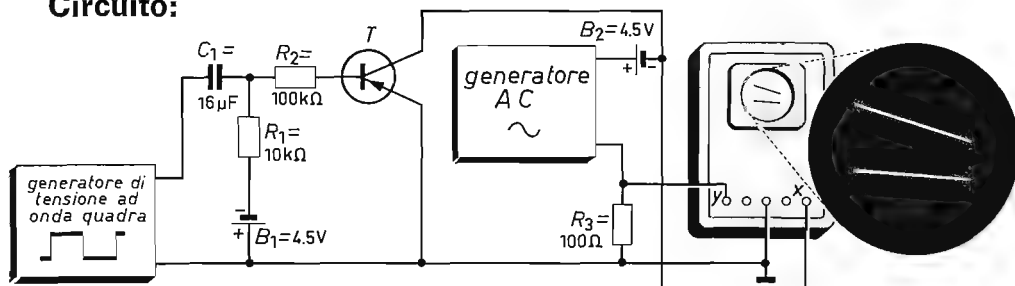 Circuito:
C1=
16µF
R2=
100kΩ
T
R1=
10kΩ
B1=4.5V
generatore di
tensione ad
onda quadra
generatore
AC
B2=4.5V
R3=
100Ω
y
x
+
-
+
-